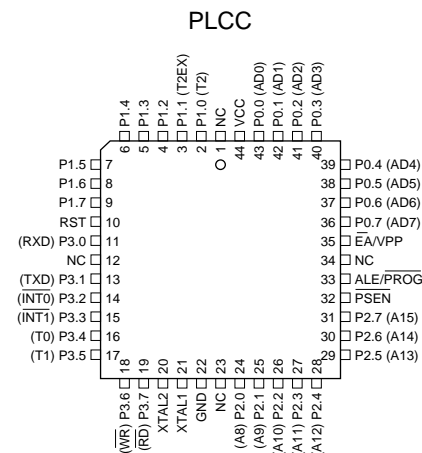 PLCC
P1.4
P1.3
P1.2
P1.1 (T2EX)
P1.0 (T2)
NC
VCC
P0.0 (AD0)
P0.1 (AD1)
P0.2 (AD2)
P0.3 (AD3)
6
5
4
3
2
1
44
43
42
41
40
P1.5 7
P1.6 8
P1.7 9
RST 10
(RXD) P3.0 11
NC 12
(TXD) P3.1 13
(INT0) P3.2 14
(INT1) P3.3 15
(T0) P3.4 16
(T1) P3.5 17
39 P0.4 (AD4)
38 P0.5 (AD5)
37 P0.6 (AD6)
36 P0.7 (AD7)
35 EA/VPP
34 NC
33 ALE/PROG
32 PSEN
31 P2.7 (A15)
30 P2.6 (A14)
29 P2.5 (A13)
18
19
20
21
22
23
24
25
26
27
28
(WR) P3.6
(RD) P3.7
XTAL2
XTAL1
GND
NC
(A8) P2.0
(A9) P2.1
(A10) P2.2
(A11) P2.3
(A12) P2.4